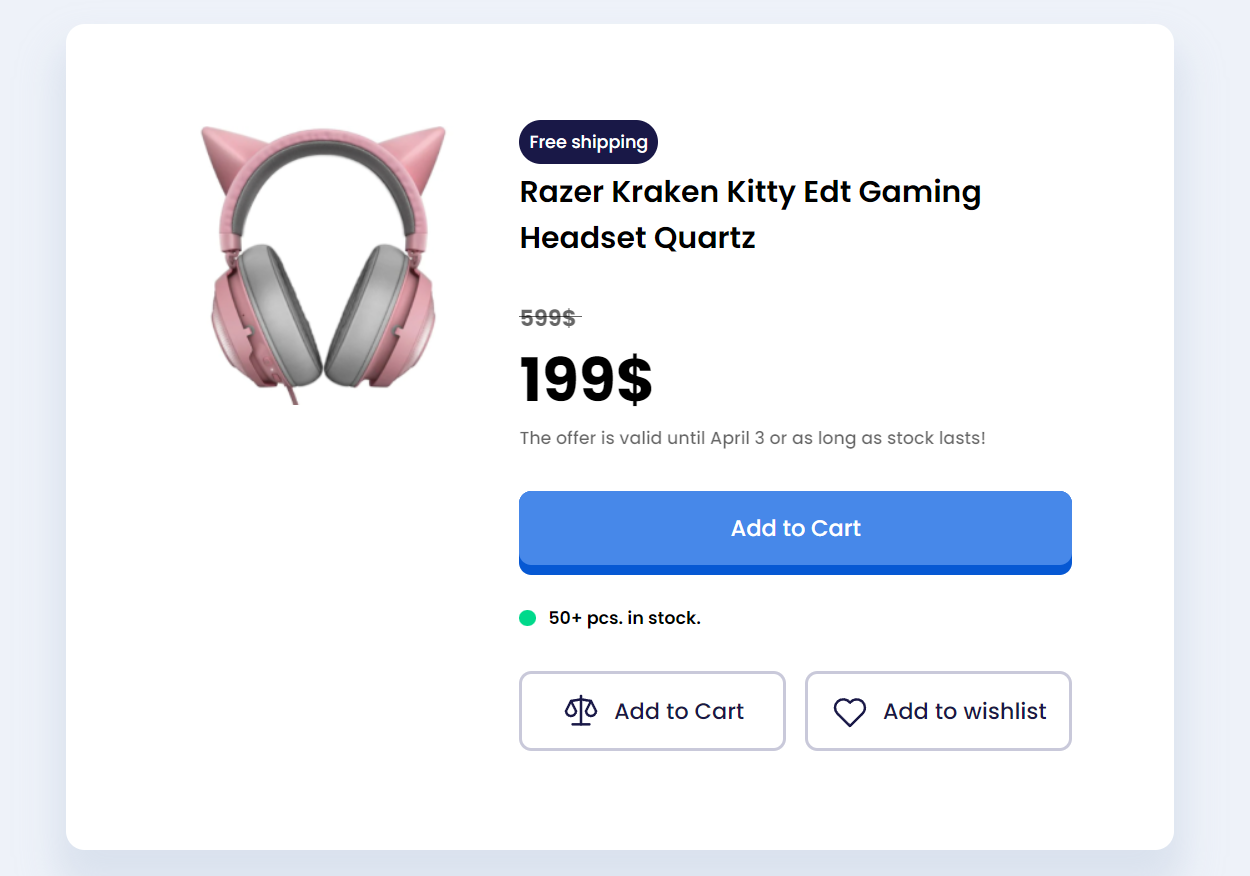 Free shipping
Razer Kraken Kitty Edt Gaming
Headset Quartz
599$
199$
The offer is valid until April 3 or as long as stock lasts!
Add to Cart
50+ pcs. in stock.
Add to Cart
Add to wishlist